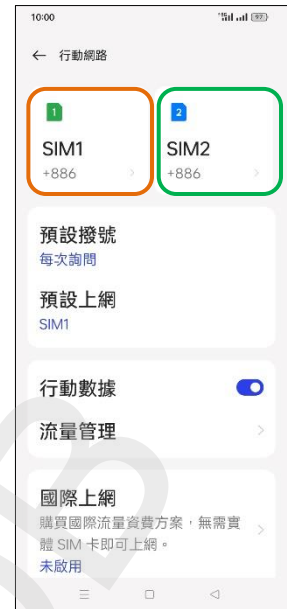 10:00
97
← 行動網路
1
2
SIM1
SIM2
+886
+886
預設撥號
每次詢問
預設上網
SIM1
行動數據
流量管理
國際上網
購買國際流量資費方案，無需實
體 SIM 卡即可上網。
未啟用